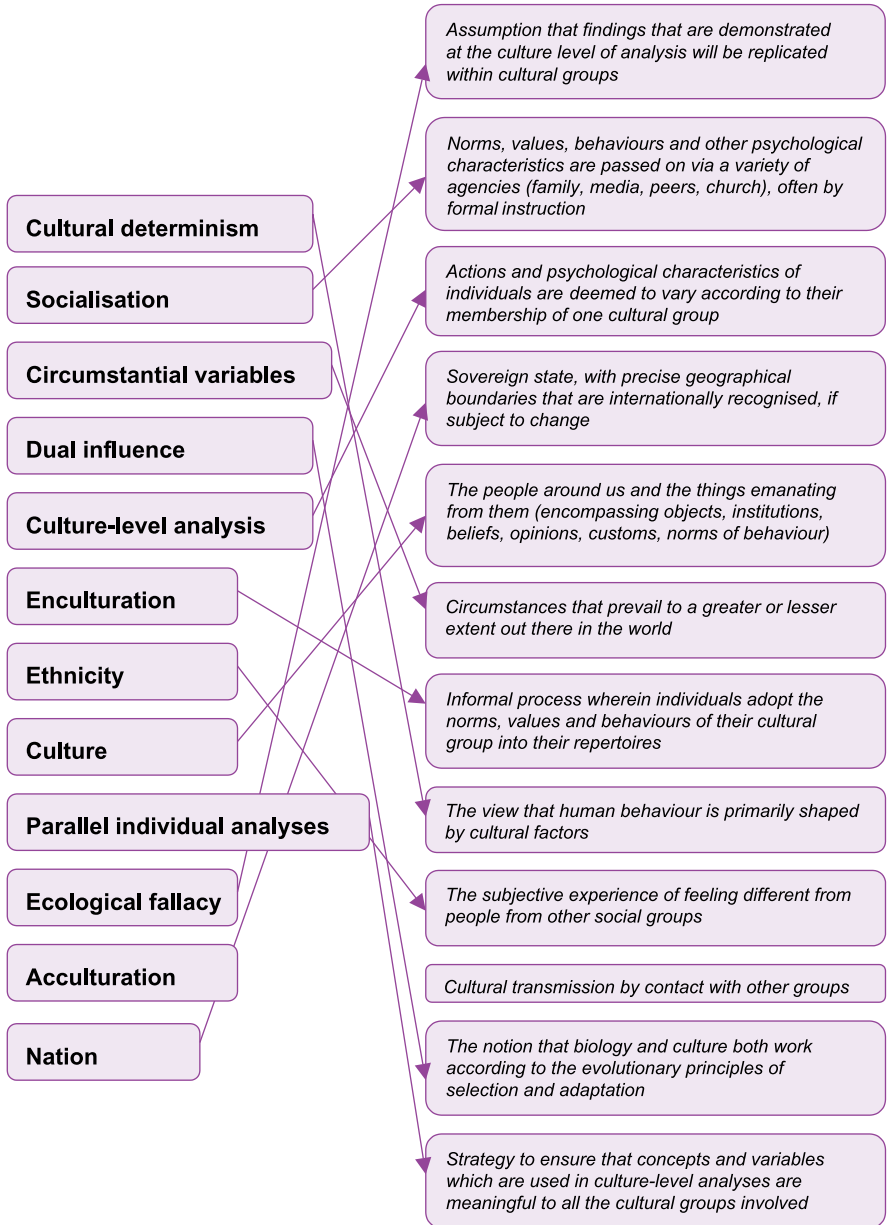 Cultural determinism
Socialisation
Circumstantial variables
Dual influence
Culture-level analysis
Enculturation
Ethnicity
Culture
Parallel individual analyses
Ecological fallacy
Acculturation
Nation
Assumption that findings that are demonstrated
at the culture level of analysis will be replicated
within cultural groups
Norms, values, behaviours and other psychological
characteristics are passed on via a variety of
agencies (family, media, peers, church), often by
formal instruction
Actions and psychological characteristics of
individuals are deemed to vary according to their
membership of one cultural group
Sovereign state, with precise geographical
boundaries that are internationally recognised, if
subject to change
The people around us and the things emanating
from them (encompassing objects, institutions,
beliefs, opinions, customs, norms of behaviour)
Circumstances that prevail to a greater or lesser
extent out there in the world
Informal process wherein individuals adopt the
norms, values and behaviours of their cultural
group into their repertoires
The view that human behaviour is primarily shaped
by cultural factors
The subjective experience of feeling different from
people from other social groups
Cultural transmission by contact with other groups
The notion that biology and culture both work
according to the evolutionary principles of
selection and adaptation
Strategy to ensure that concepts and variables
which are used in culture-level analyses are
meaningful to all the cultural groups involved